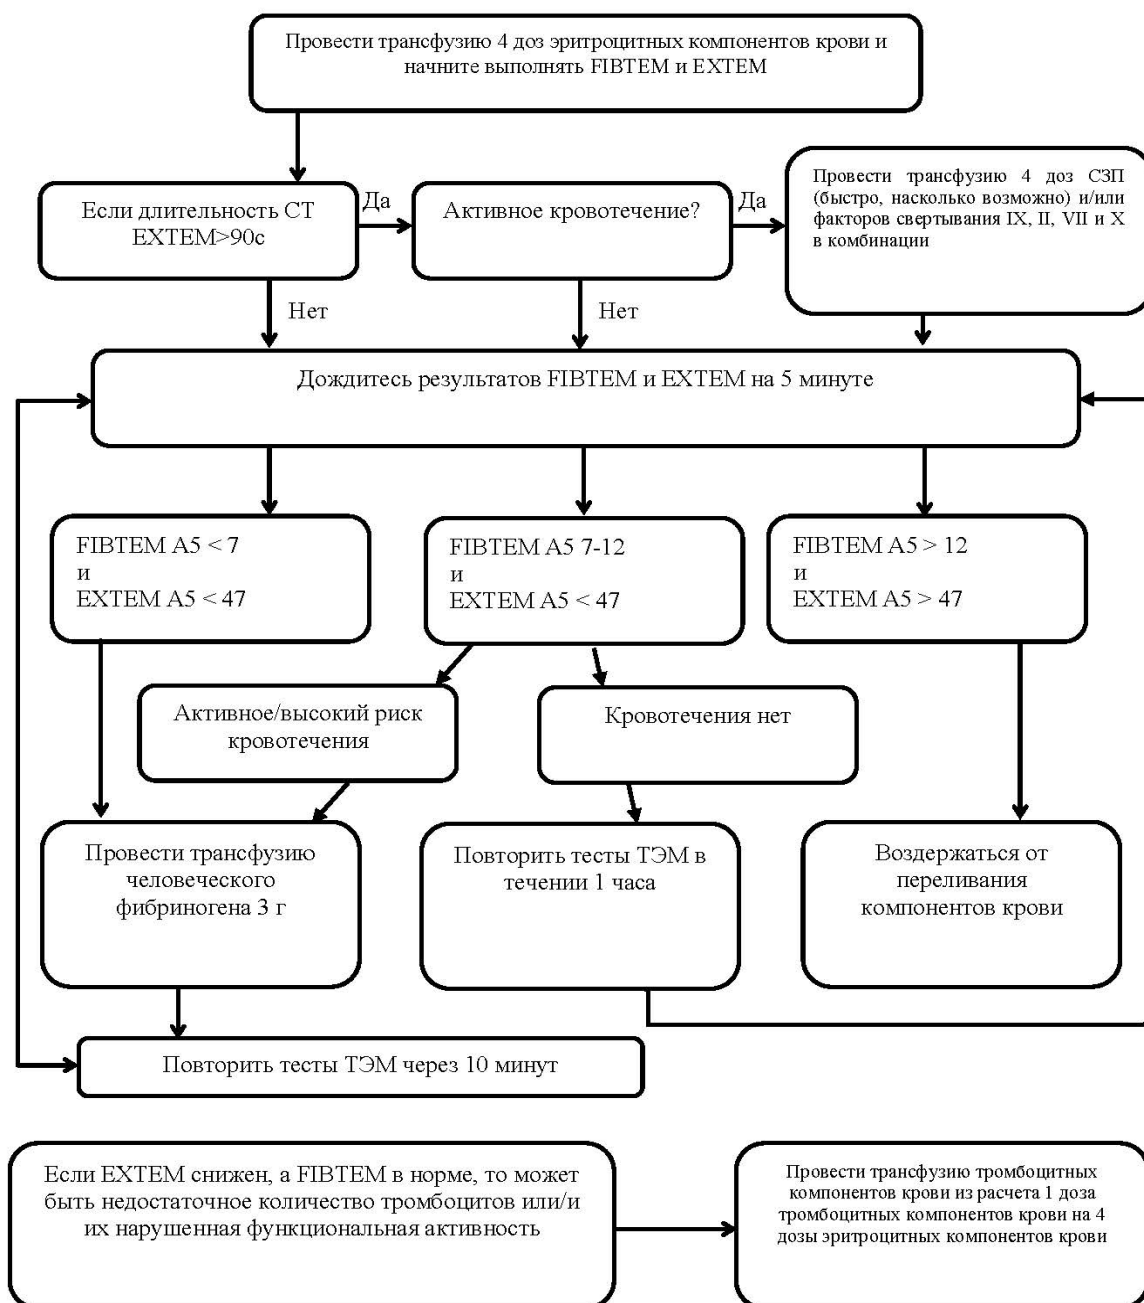 Провести трансфузию 4 доз эритроцитных компонентов крови и
начните выполнять FIBTEM и EXTEM
Если длительность СТ
EXTEM>90с
Да
Активное кровотечение?
Да
Провести трансфузию 4 доз СЗП
(быстро, насколько возможно) и/или
факторов свертывания IX, II, VII и X
в комбинации
Нет
Нет
Дождитесь результатов FIBTEM и EXTEM на 5 минуте
FIBTEM A5 < 7
и
EXTEM A5 < 47
FIBTEM A5 7-12
и
EXTEM A5 < 47
FIBTEM A5 > 12
и
EXTEM A5 > 47
Активное/высокий риск
кровотечения
Кровотечения нет
Провести трансфузию
человеческого
фибриногена 3 г
Повторить тесты ТЭМ в
течении 1 часа
Воздержаться от
переливания
компонентов крови
Повторить тесты ТЭМ через 10 минут
Если EXTEM снижен, а FIBTEM в норме, то может
быть недостаточное количество тромбоцитов или/и
их нарушенная функциональная активность
Провести трансфузию тромбоцитных
компонентов крови из расчета 1 доза
тромбоцитных компонентов крови на 4
дозы эритроцитных компонентов крови